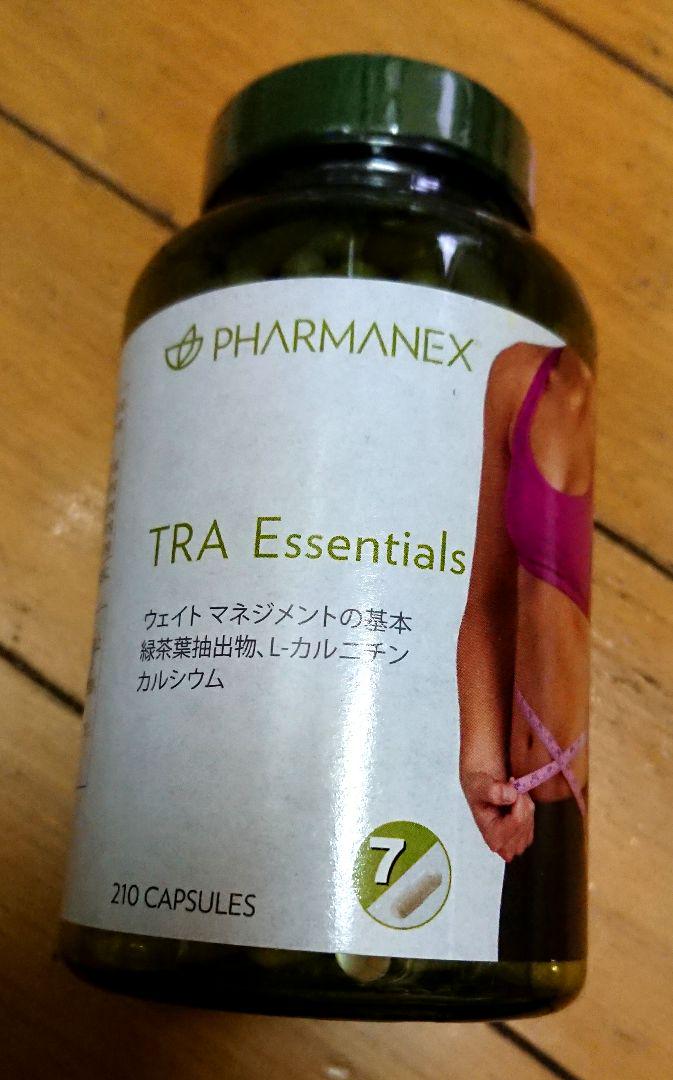 PHARMANEX
TRA Essentials
ウェイト マネジメントの基本
緑茶葉抽出物、L-カルニチン
カルシウム
7
210 CAPSULES